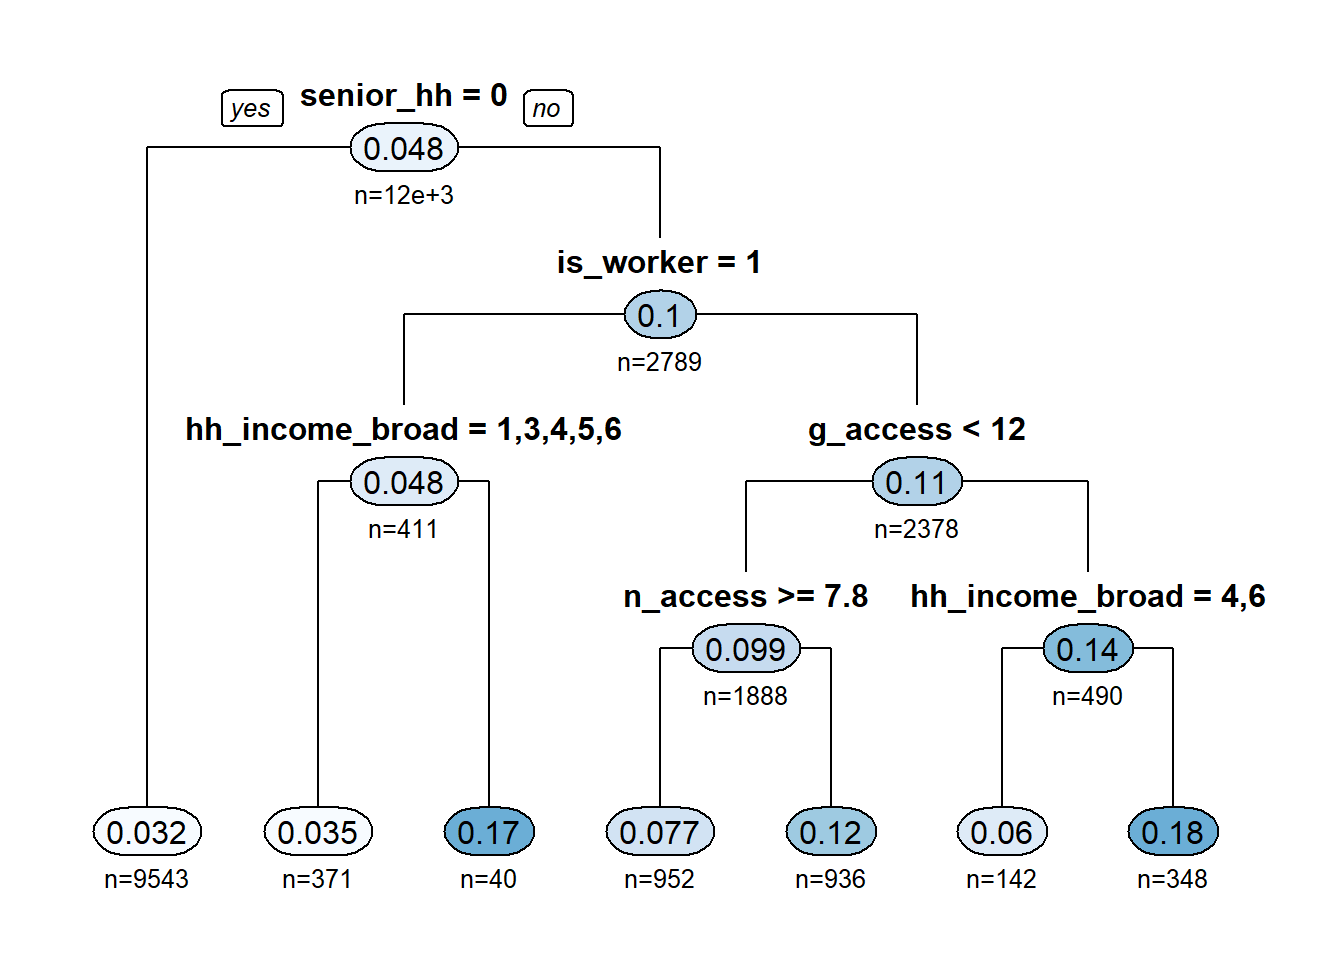 yes senior_hh = 0 no
0.048
n=12e+3
is_worker = 1
0.1
n=2789
hh_income_broad = 1,3,4,5,6 g_access < 12
0.048 0.11
n=411 n=2378
n_access >= 7.8 hh_income_broad = 4,6
0.099 0.14
n=1888 n=490
0.032 0.035 0.17 0.077 0.12 0.06 0.18
n=9543 n=371 n=40 n=952 n=936 n=142 n=348